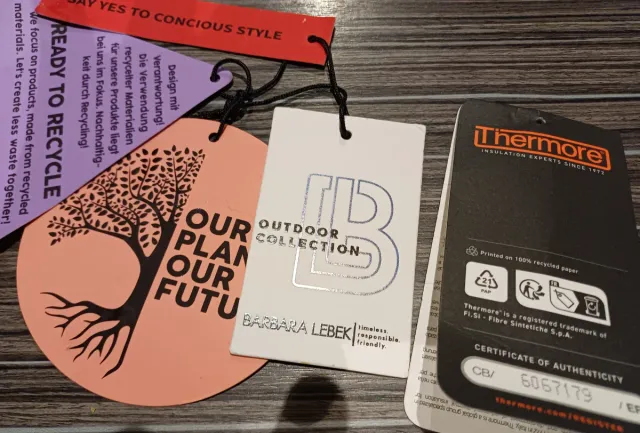 SAY YES TO CONCIOUS STYLE
READY TO RECYCLE
we focus on products, made from recycled
materials. Let's create less waste together!
Design mit
Verantwortung!
Die Verwendung
recycelter Materialien
für unsere Produkte liegt
bei uns im Fokus. Nachhaltig-
keit durch Recycling!
OUR
PLAN
OUR
FUTU
OUTDOOR
COLLECTION
BARBARA LEBEK
timeless.
responsible.
friendly.
Thermore®
INSULATION EXPERTS SINCE 1972
Printed on 100% recycled paper
21
PAP
FR
Thermore® is a registered trademark of
FI.SI - Fibre Sintetiche S.p.A.
CERTIFICATE OF AUTHENTICITY
CB/ 6067179 / EF
thermore.com/register